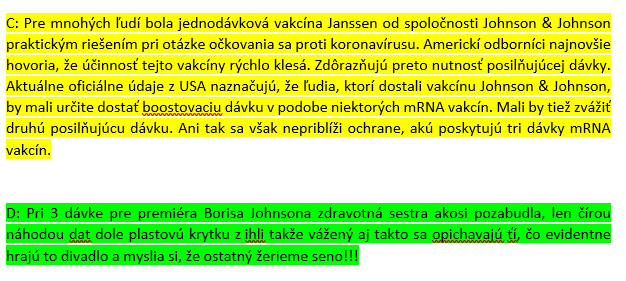 C: Pre mnohých ľudí bola jednodávková vakcína Janssen od spoločnosti Johnson & Johnson
praktickým riešením pri otázke očkovania sa proti koronavírusu. Americkí odborníci najnovšie
hovoria, že účinnosť tejto vakcíny rýchlo klesá. Zdôrazňujú preto nutnosť posilňujúcej dávky.
Aktuálne oficiálne údaje z USA naznačujú, že ľudia, ktorí dostali vakcínu Johnson & Johnson,
by mali určite dostať boostovaciu dávku v podobe niektorých mRNA vakcín. Mali by tiež zvážiť
druhú posilňujúcu dávku. Ani tak sa však nepriblíži ochrane, akú poskytujú tri dávky mRNA
vakcín.
D: Pri 3 dávke pre premiéra Borisa Johnsona zdravotná sestra akosi pozabudla, len čírou
náhodou dat dole plastovú krytku z ihli takže vážený aj takto sa opichavajú ťí, čo evidentne
hrajú to divadlo a myslia si, že ostatný žerieme seno!!!